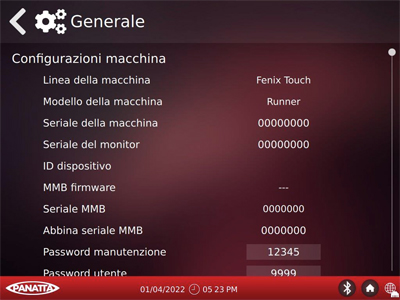 Generale
Configurazioni macchina
Linea della macchina Fenix Touch
Modello della macchina Runner
Seriale della macchina 00000000
Seriale del monitor 00000000
ID dispositivo
MMB firmware ---
Seriale MMB 0000000
Abbina seriale MMB 0000000
Password manutenzione 12345
Password utente 9999
PANATTA 01/04/2022 05 23 PM